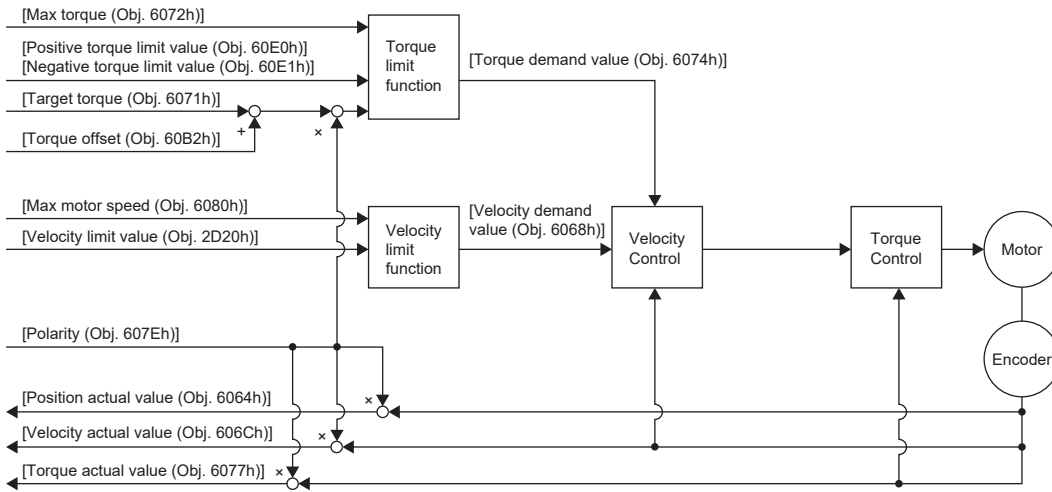 [Max torque (Obj. 6072h)]
[Positive torque limit value (Obj. 60E0h)]
[Negative torque limit value (Obj. 60E1h)]
[Target torque (Obj. 6071h)]
+
×
[Torque offset (Obj. 60B2h)]
Torque
limit
function
[Torque demand value (Obj. 6074h)]
[Max motor speed (Obj. 6080h)]
[Velocity limit value (Obj. 2D20h)]
Velocity
limit
function
[Velocity demand
value (Obj. 6068h)]
Velocity
Control
Torque
Control
Motor
Encoder
[Polarity (Obj. 607Eh)]
[Position actual value (Obj. 6064h)]
×
[Velocity actual value (Obj. 606Ch)]
×
[Torque actual value (Obj. 6077h)]
×